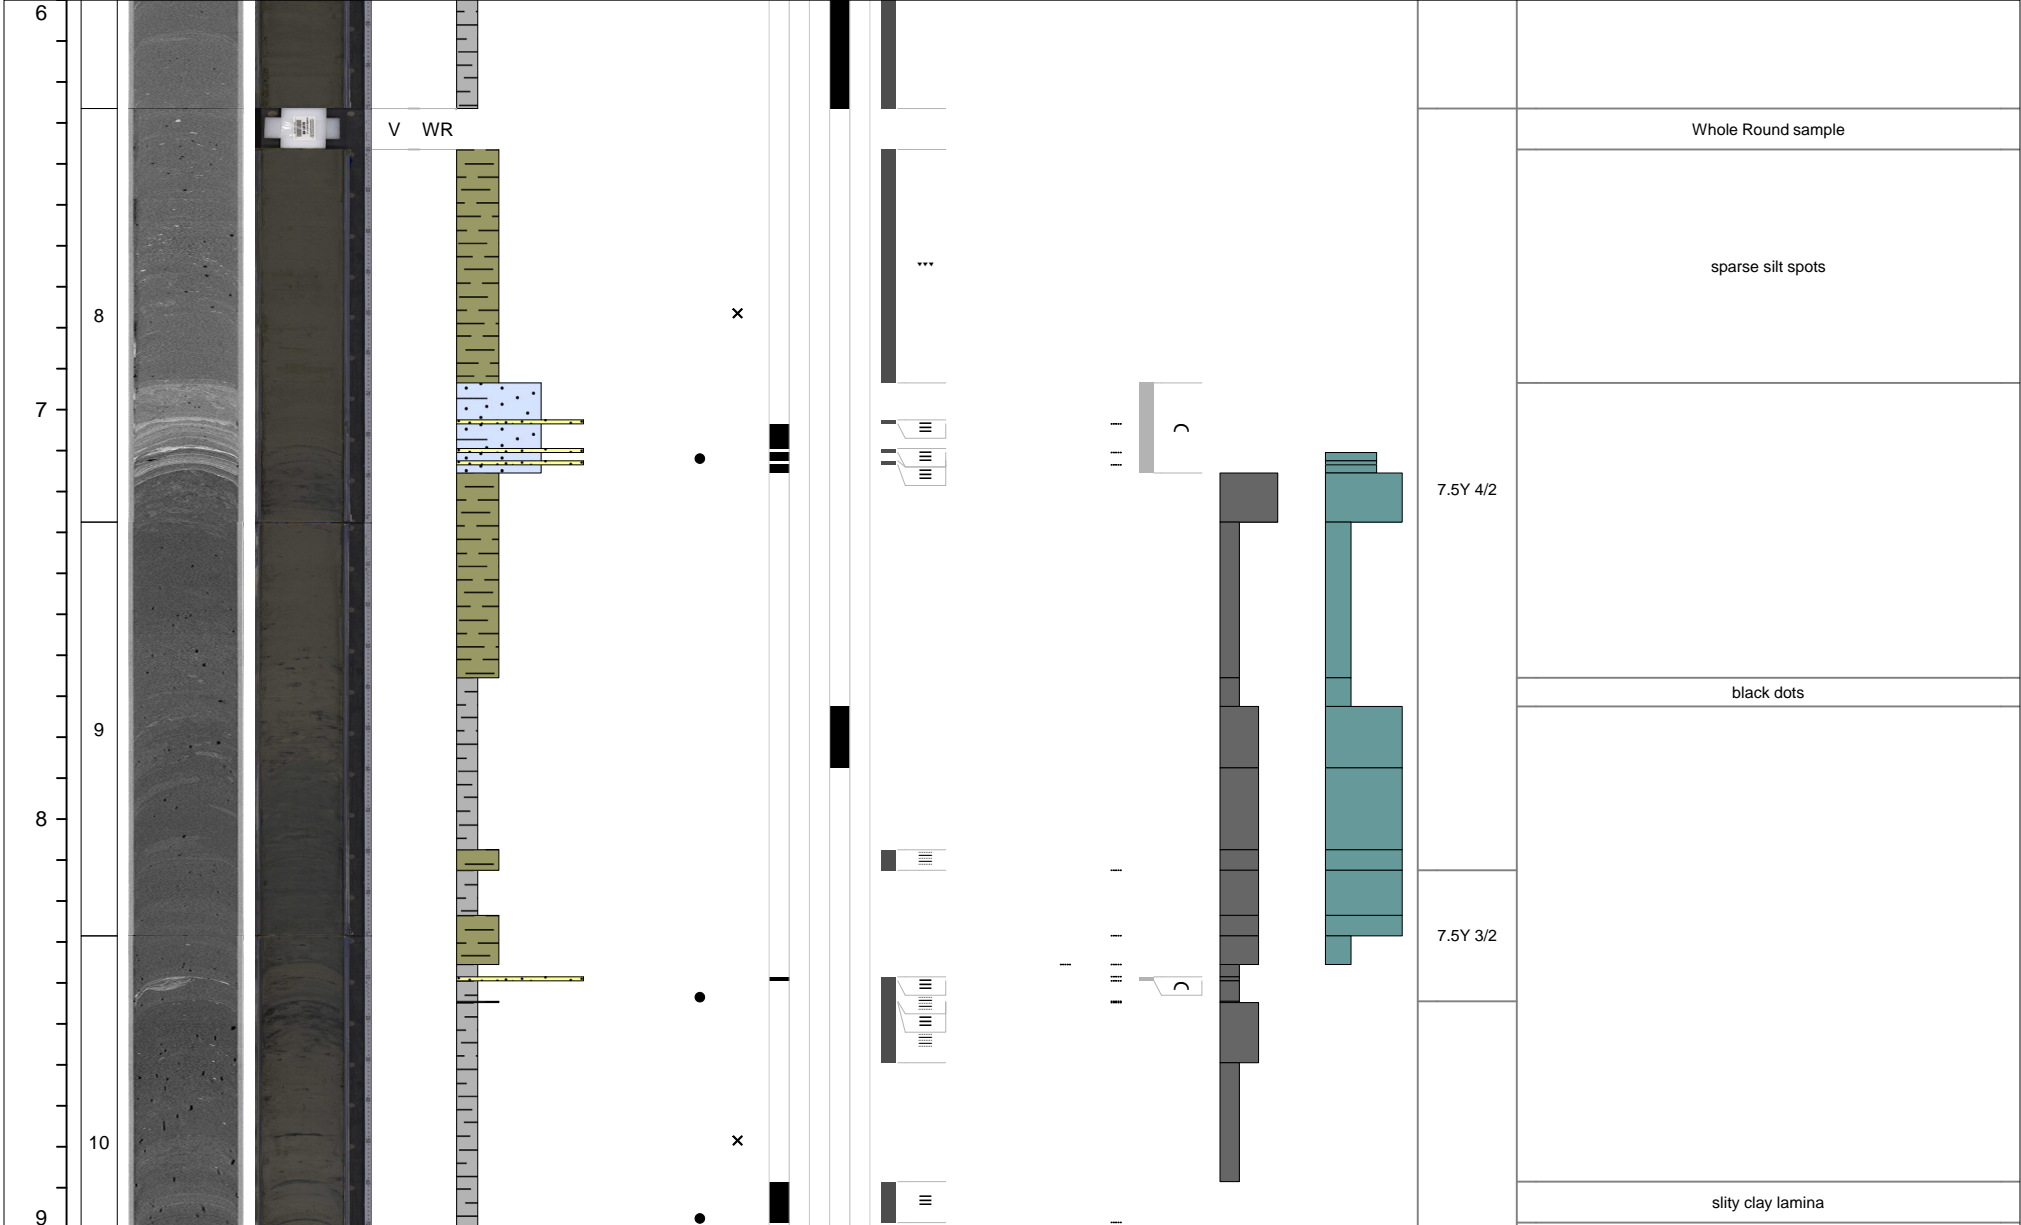 6
V WR
Whole Round sample
sparse silt spots
8
7
7.5Y 4/2
black dots
9
8
7.5Y 3/2
10
slity clay lamina
9